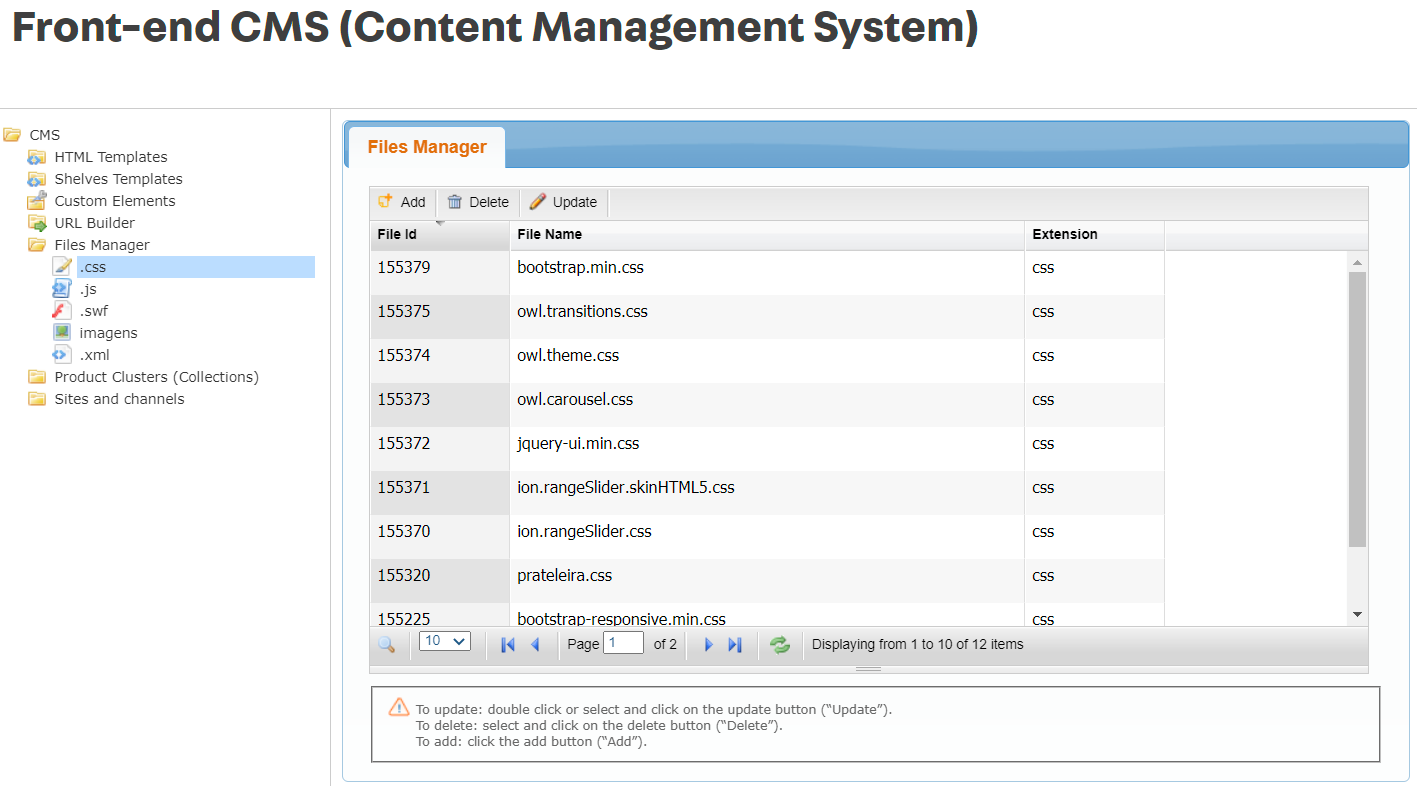 Front-end CMS (Content Management System)
CMS
HTML Templates
Shelves Templates
Custom Elements
URL Builder
Files Manager
.css
.js
.swf
imagens
.xml
Product Clusters (Collections)
Sites and channels
Files Manager
Add Delete Update
File Id File Name Extension
155379 bootstrap.min.css css
155375 owl.transitions.css css
155374 owl.theme.css css
155373 owl.carousel.css css
155372 jquery-ui.min.css css
155371 ion.rangeSlider.skinHTML5.css css
155370 ion.rangeSlider.css css
155320 prateleira.css css
155225 bootstrap-responsive.min.css css
10 Page 1 of 2 Displaying from 1 to 10 of 12 items
To update: double click or select and click on the update button (“Update”).
To delete: select and click on the delete button (“Delete”).
To add: click the add button (“Add”).